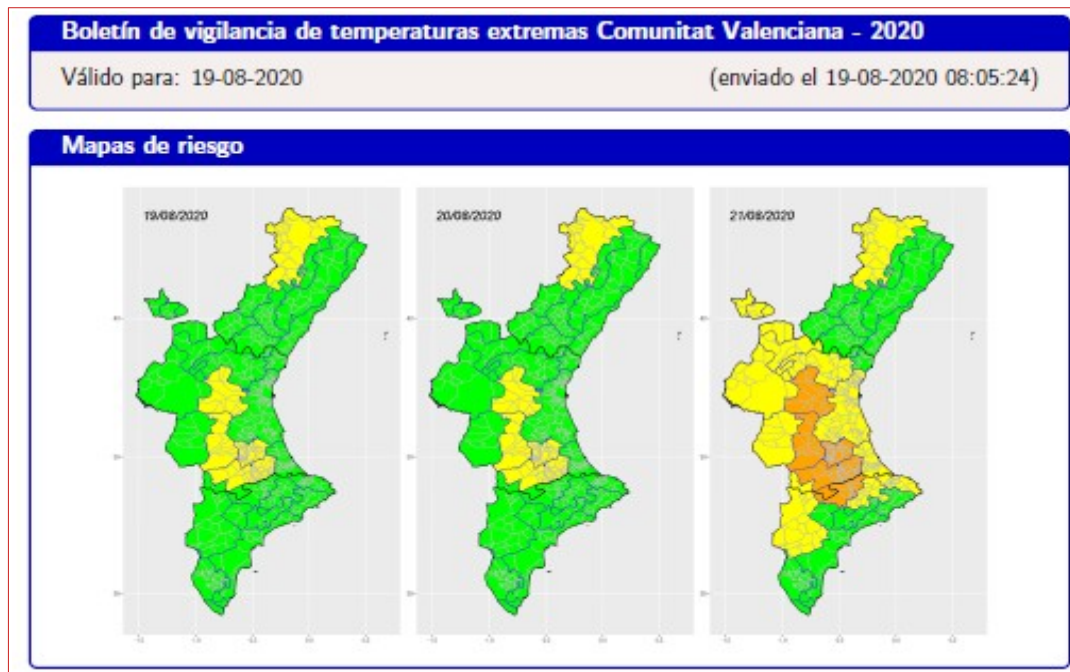 Boletín de vigilancia de temperaturas extremas Comunitat Valenciana - 2020
Válido para: 19-08-2020 (enviado el 19-08-2020 08:05:24)
Mapas de riesgo
19/08/2020 20/08/2020 21/08/2020